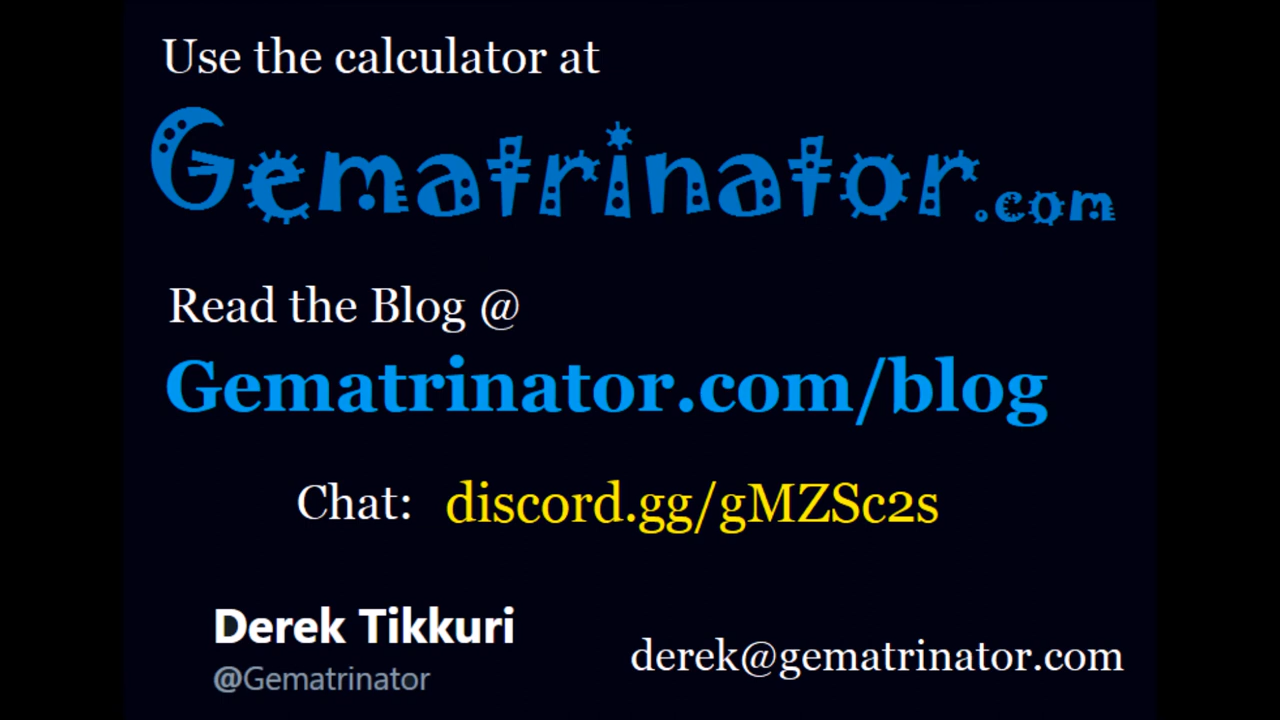 Use the calculator at
Gematrinator.com
Read the Blog @
Gematrinator.com/blog
Chat: discord.gg/gMZSc2s
Derek Tikkuri
@Gematrinator
derek@gematrinator.com